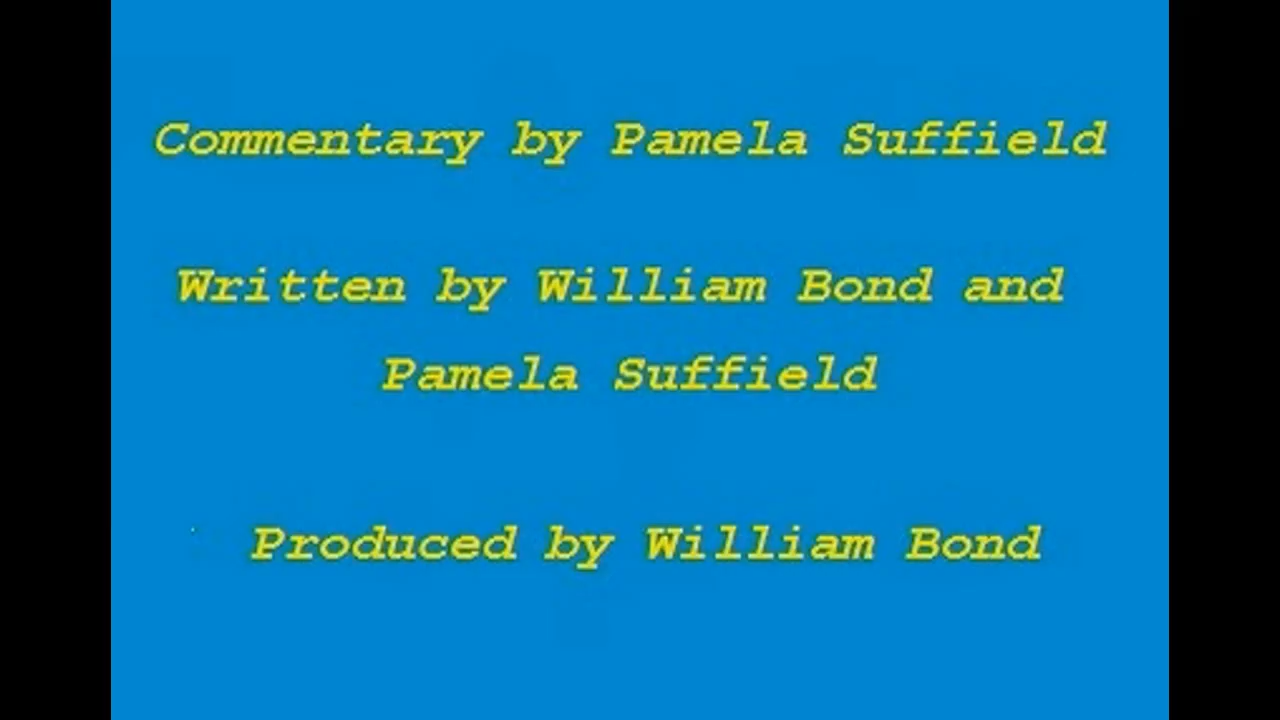 Commentary by Pamela Suffield
Written by William Bond and
Pamela Suffield
Produced by William Bond